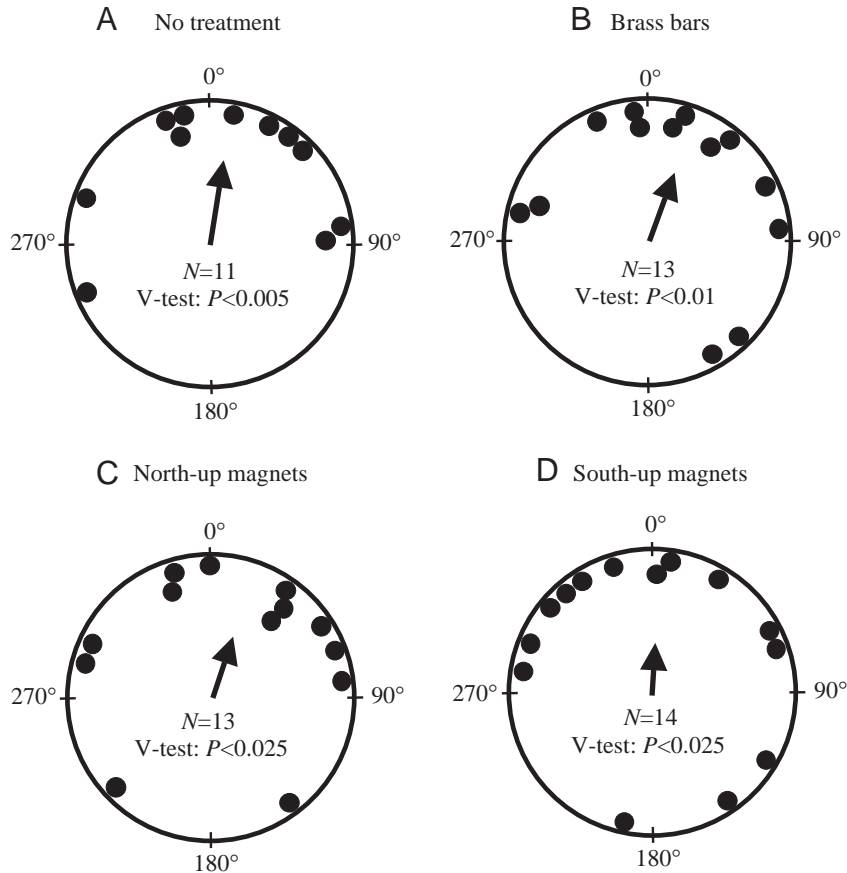 A No treatment
0°
270° 90°
N=11
V-test: P<0.005
180°
B Brass bars
0°
270° 90°
N=13
V-test: P<0.01
180°
C North-up magnets
0°
270° 90°
N=13
V-test: P<0.025
180°
D South-up magnets
0°
270° 90°
N=14
V-test: P<0.025
180°